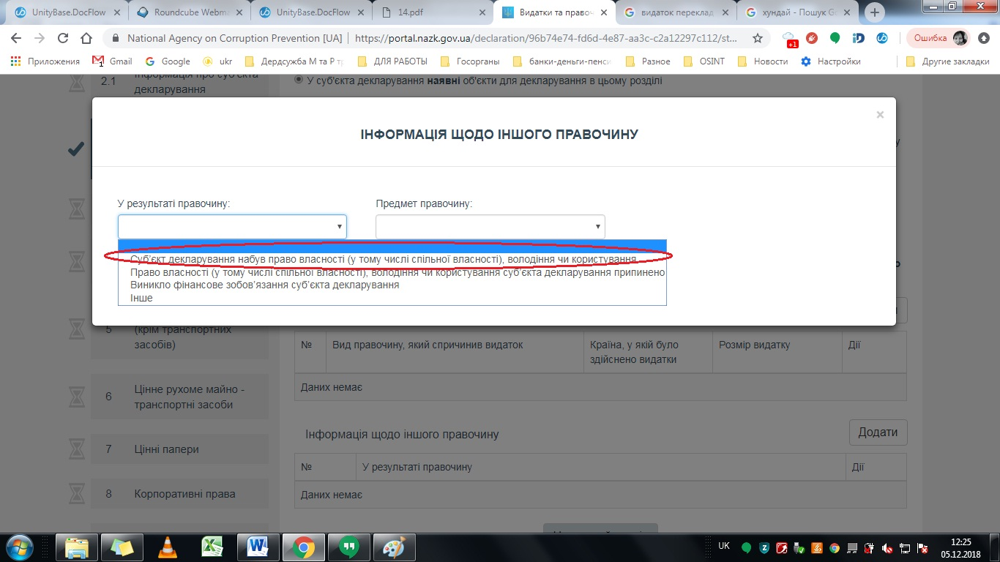 UnityBase.DocFlow
Roundcube Webma
UnityBase.DocFlow
14.pdf
Видатки та правоч
видаток переклад
хундай - Пошук Go
National Agency on Corruption Prevention [UA]
https://portal.nazk.gov.ua/declaration/96b74e74-fd6d-4e87-aa3c-c2a12297c112/st...
+1
Ошибка
Приложения
Gmail
Google
ukr
Дердсужба М та Р тр
ДЛЯ РАБОТЫ
Госорганы
банки-деньги-пенси
Разное
OSINT
Новости
Настройки
Другие закладки
2.1 Інформація про суб'єкта
декларування
У суб'єкта декларування наявні об'єкти для декларування в цьому розділі
×
ІНФОРМАЦІЯ ЩОДО ІНШОГО ПРАВОЧИНУ
У результаті правочину:
Предмет правочину:
Суб’єкт декларування набув право власності (у тому числі спільної власності), володіння чи користування
Право власності (у тому числі спільної власності), володіння чи користування суб’єкта декларування припинено
Виникло фінансове зобов’язання суб’єкта декларування
Інше
5 (крім транспортних
засобів)
6 Цінне рухоме майно -
транспортні засоби
7 Цінні папери
8 Корпоративні права
№ Вид правочину, який спричинив видаток Країна, у якій було Розмір видатку Дії
здійснено видатки
Даних немає
Інформація щодо іншого правочину
Додати
№ У результаті правочину Дії
Даних немає
UK
12:25
05.12.2018